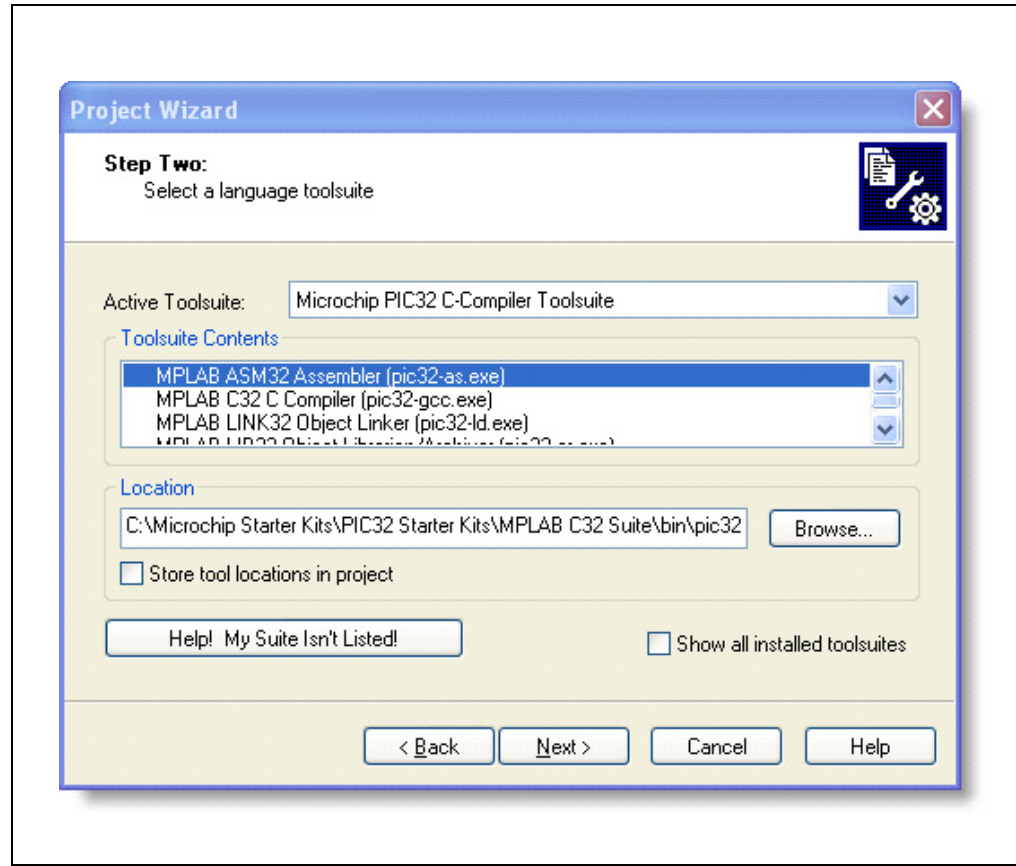 Project Wizard
Step Two:
Select a language toolsuite
Active Toolsuite: Microchip PIC32 C-Compiler Toolsuite
Toolsuite Contents
MPLAB ASM32 Assembler (pic32-as.exe)
MPLAB C32 C Compiler (pic32-gcc.exe)
MPLAB LINK32 Object Linker (pic32-ld.exe)
Location
C:\Microchip Starter Kits\PIC32 Starter Kits\MPLAB C32 Suite\bin\pic32 Browse...
Store tool locations in project
Help! My Suite Isn't Listed! Show all installed toolsuites
< Back Next > Cancel Help